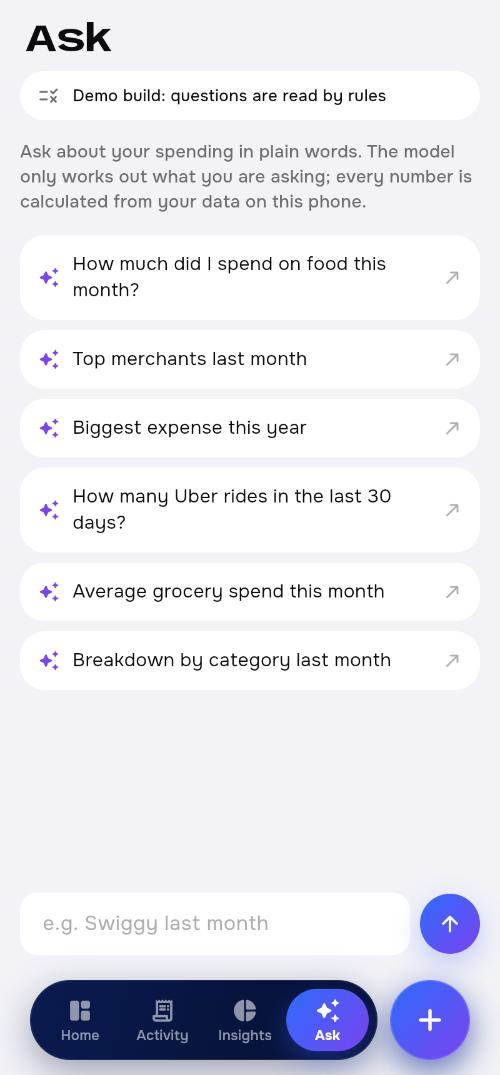 Ask
Demo build: questions are read by rules
Ask about your spending in plain words. The model
only works out what you are asking; every number is
calculated from your data on this phone.
How much did I spend on food this
month?
Top merchants last month
Biggest expense this year
How many Uber rides in the last 30
days?
Average grocery spend this month
Breakdown by category last month
e.g. Swiggy last month
Home
Activity
Insights
Ask